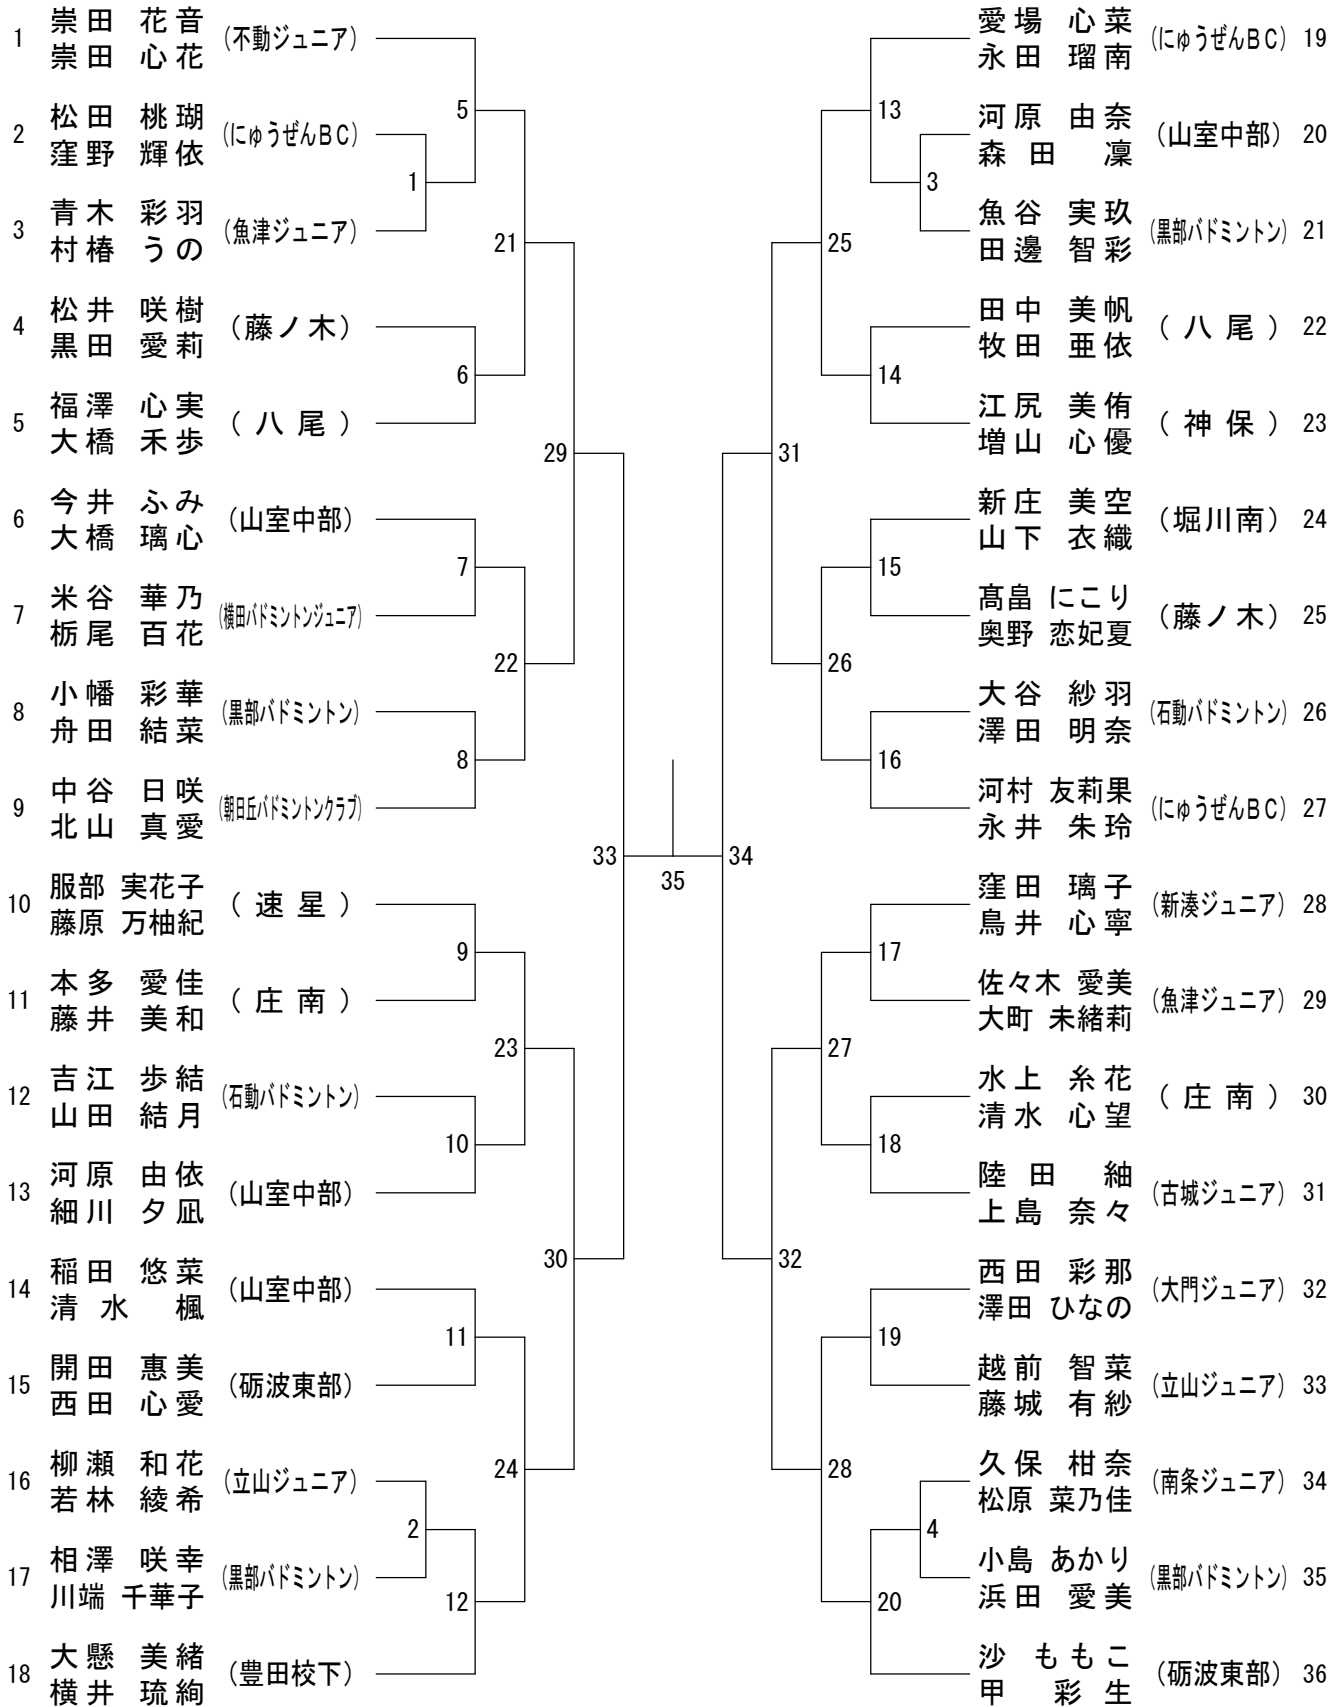 1 崇田 花音 (不動ジュニア)
崇田 心花
2 松田 桃瑚 (にゅうぜんBC)
窪野 輝依
1
3 青木 彩羽 (魚津ジュニア)
村椿 うの
5
4 松井 咲樹 (藤ノ木)
黒田 愛莉
5 福澤 心実 (八尾)
大橋 禾歩
6
21
6 今井 ふみ (山室中部)
大橋 璃心
7 米谷 華乃 (横田バドミントンジュニア)
栃尾 百花
7
8 小幡 彩華 (黒部バドミントン)
舟田 結菜
9 中谷 日咲 (朝日丘バドミントンクラブ)
北山 真愛
8
22
29
10 服部 実花子 (速星)
藤原 万柚紀
11 本多 愛佳 (庄南)
藤井 美和
9
12 吉江 歩結 (石動バドミントン)
山田 結月
13 河原 由依 (山室中部)
細川 夕凪
10
23
14 稲田 悠菜 (山室中部)
清水 楓
15 開田 惠美 (砺波東部)
西田 心愛
11
16 柳瀬 和花 (立山ジュニア)
若林 綾希
17 相澤 咲幸 (黒部バドミントン)
川端 千華子
2
18 大懸 美緒 (豊田校下)
横井 琉絢
12
24
30
33
35
34
愛場 心菜 (にゅうぜんBC) 19
永田 瑠南
河原 由奈 (山室中部) 20
森田 凜
3
魚谷 実玖 (黒部バドミントン) 21
田邊 智彩
13
田中 美帆 (八尾) 22
牧田 亜依
江尻 美侑 (神保) 23
増山 心優
14
25
新庄 美空 (堀川南) 24
山下 衣織
髙畠 にこり (藤ノ木) 25
奥野 恋妃夏
15
大谷 紗羽 (石動バドミントン) 26
澤田 明奈
河村 友莉果 (にゅうぜんBC) 27
永井 朱玲
16
26
31
窪田 璃子 (新湊ジュニア) 28
鳥井 心寧
佐々木 愛美 (魚津ジュニア) 29
大町 未緒莉
17
水上 糸花 (庄南) 30
清水 心望
陸田 紬 (古城ジュニア) 31
上島 奈々
18
27
西田 彩那 (大門ジュニア) 32
澤田 ひなの
越前 智菜 (立山ジュニア) 33
藤城 有紗
19
久保 柑奈 (南条ジュニア) 34
松原 菜乃佳
小島 あかり (黒部バドミントン) 35
浜田 愛美
4
沙 ももこ (砺波東部) 36
甲 彩生
20
28
32